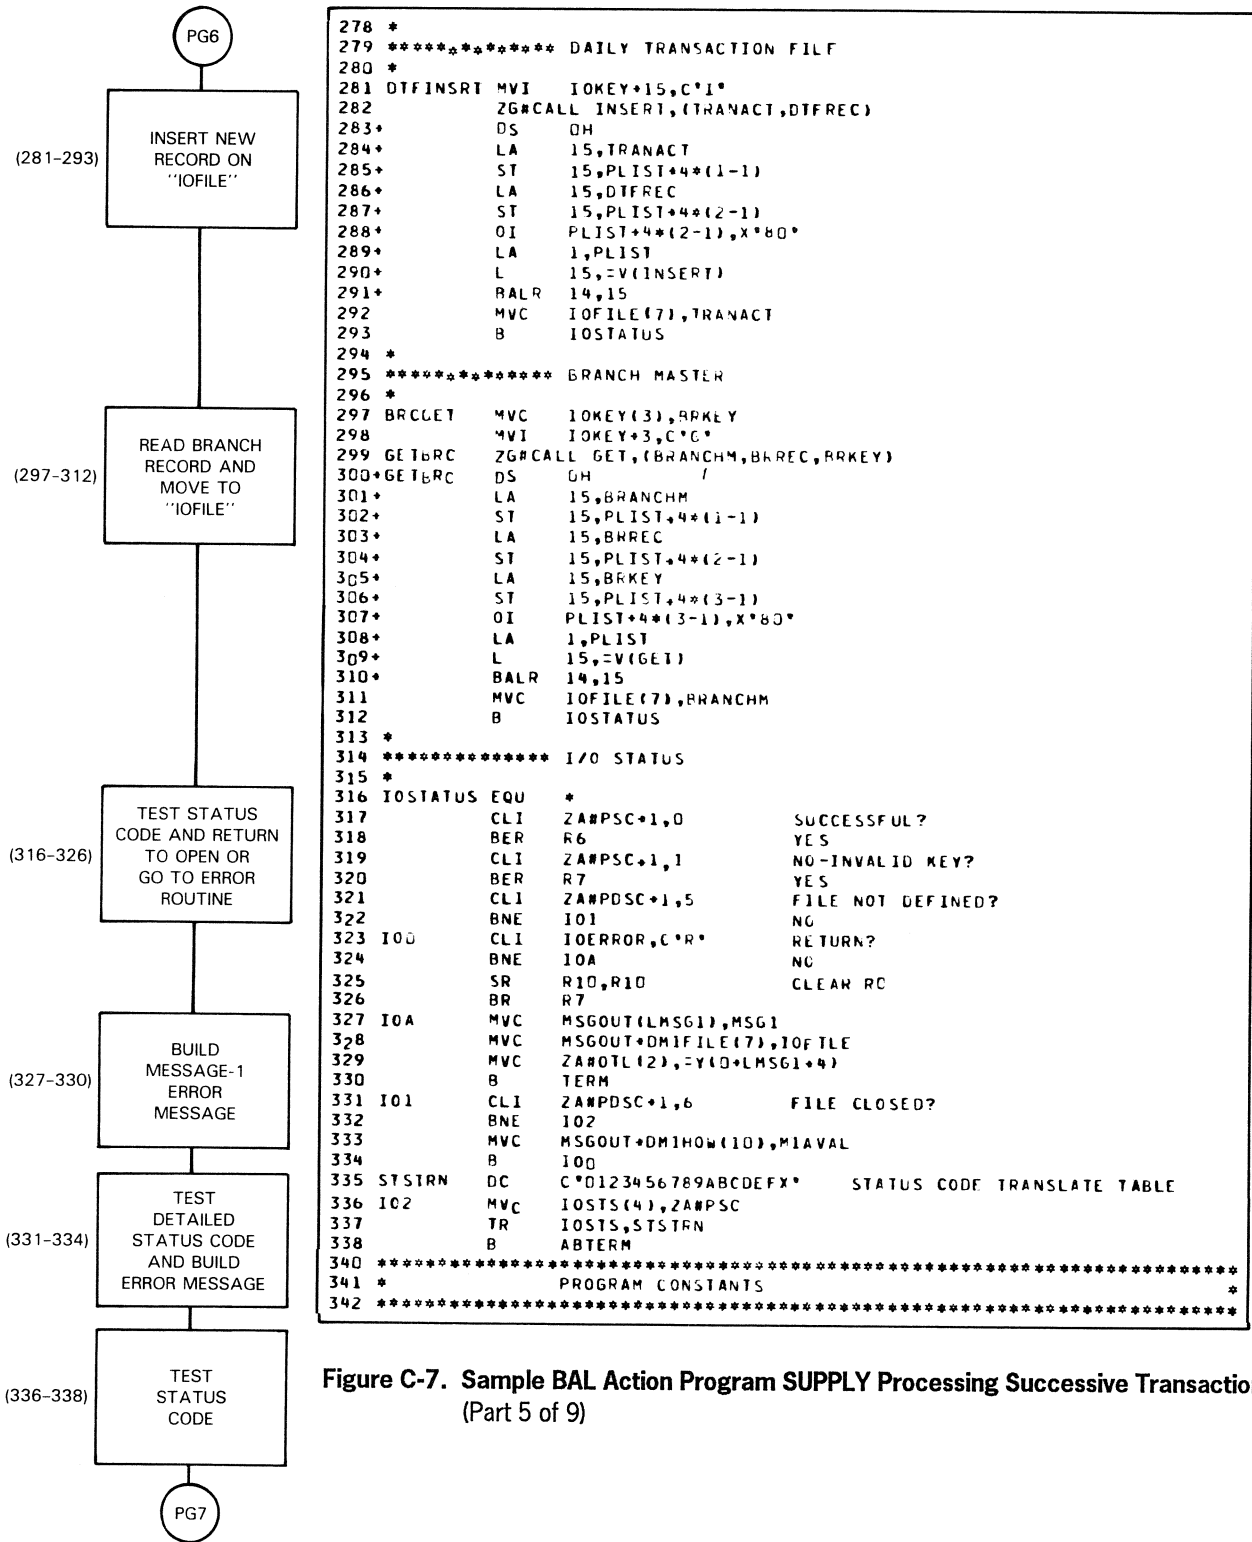 PG6
(281–293)
INSERT NEW
RECORD ON
''IOFILE''
(297–312)
READ BRANCH
RECORD AND
MOVE TO
''IOFILE''
(316–326)
TEST STATUS
CODE AND RETURN
TO OPEN OR
GO TO ERROR
ROUTINE
(327–330)
BUILD
MESSAGE-1
ERROR
MESSAGE
(331–334)
TEST
DETAILED
STATUS CODE
AND BUILD
ERROR MESSAGE
(336–338)
TEST
STATUS
CODE
PG7
278 *
279 ************** DAILY TRANSACTION FILE
280 *
281 DTFINSRT MVI IOKEY+15,C'I'
282 ZG#CALL INSERT,(TRANACT,DTFREC)
283+ DS 0H
284+ LA 15,TRANACT
285+ ST 15,PLIST+4*(1-1)
286+ LA 15,DTFREC
287+ ST 15,PLIST+4*(2-1)
288+ OI PLIST+4*(2-1),X'80'
289+ LA 1,PLIST
290+ L 15,=V(INSERT)
291+ BALR 14,15
292 MVC IOFILE(7),TRANACT
293 B IOSTATUS
294 *
295 ************** BRANCH MASTER
296 *
297 BRCGET MVC IOKEY(3),BRKEY
298 MVI IOKEY+3,C'G'
299 GETBRC ZG#CALL GET,(BRANCHM,BRREC,BRKEY)
300+GETBRC DS 0H
301+ LA 15,BRANCHM
302+ ST 15,PLIST+4*(1-1)
303+ LA 15,BRREC
304+ ST 15,PLIST+4*(2-1)
305+ LA 15,BRKEY
306+ ST 15,PLIST+4*(3-1)
307+ OI PLIST+4*(3-1),X'80'
308+ LA 1,PLIST
309+ L 15,=V(GET)
310+ BALR 14,15
311 MVC IOFILE(7),BRANCHM
312 B IOSTATUS
313 *
314 ************** I/O STATUS
315 *
316 IOSTATUS EQU *
317 CLI ZA#PSC+1,0 SUCCESSFUL?
318 BER R6 YES
319 CLI ZA#PSC+1,1 NO-INVALID KEY?
320 BER R7 YES
321 CLI ZA#PDSC+1,5 FILE NOT DEFINED?
322 BNE IO1 NO
323 IO0 CLI IOERROR,C'R' RETURN?
324 BNE IOA NO
325 SR R10,R10 CLEAR RC
326 BR R7
327 IOA MVC MSGOUT(LMSG1),MSG1
328 MVC MSGOUT+DM1FILE(7),IOFILE
329 MVC ZA#OTL(2),=Y(0+LMSG1+4)
330 B TERM
331 IO1 CLI ZA#PDSC+1,6 FILE CLOSED?
332 BNE IO2
333 MVC MSGOUT+DM1HOW(10),M1AVAL
334 B IO0
335 STSTRN DC C'0123456789ABCDEFX' STATUS CODE TRANSLATE TABLE
336 IO2 MVC IOSTS(4),ZA#PSC
337 TR IOSTS,STSTRN
338 B ABTERM
340 ************************************************************************
341 * PROGRAM CONSTANTS *
342 ************************************************************************
Figure C-7. Sample BAL Action Program SUPPLY Processing Successive Transactio
(Part 5 of 9)